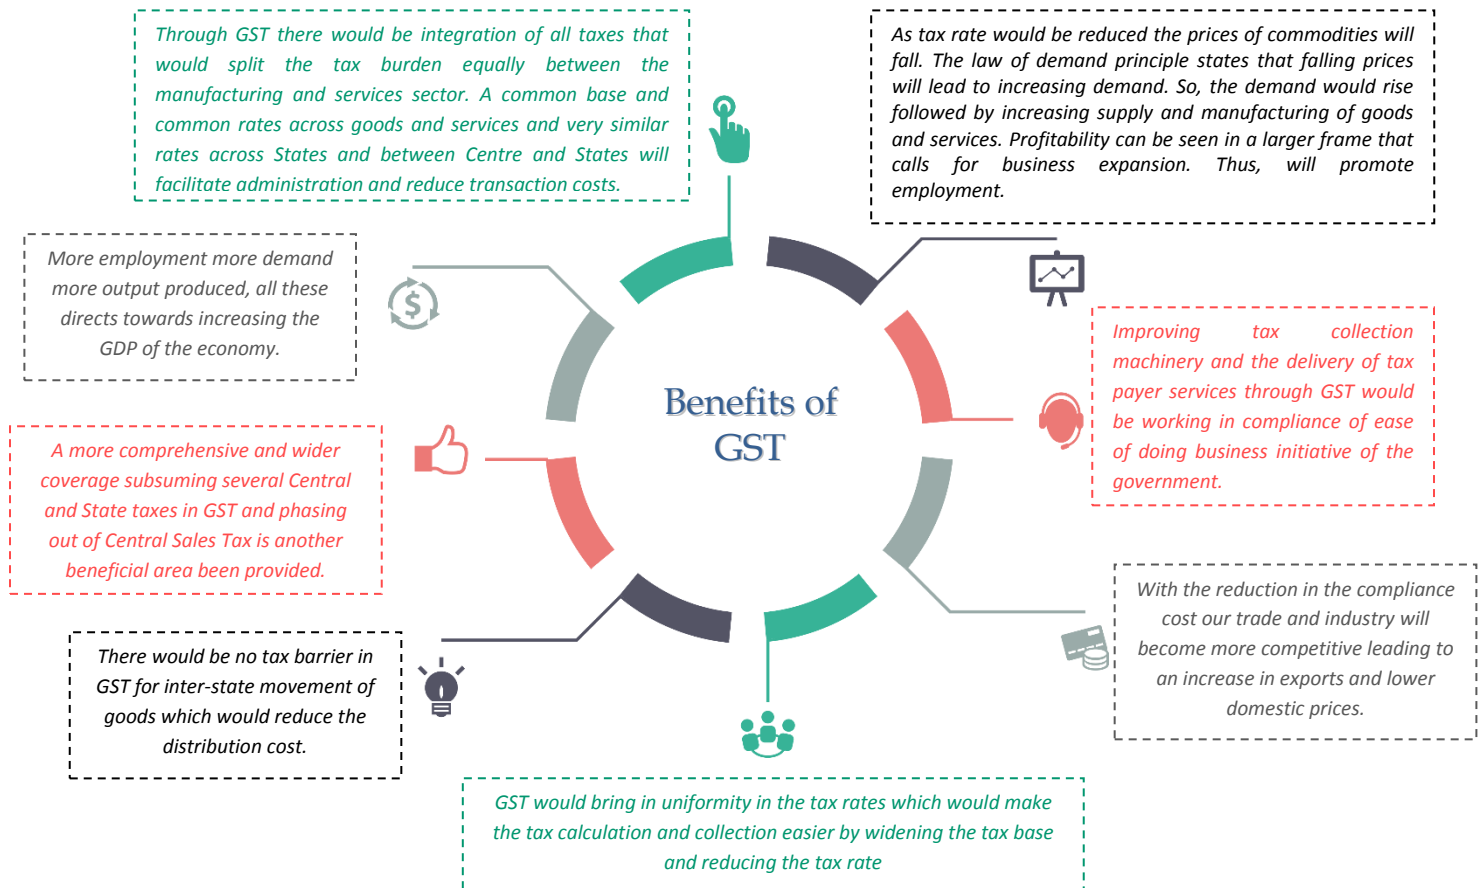 Through GST there would be integration of all taxes that
would split the tax burden equally between the
manufacturing and services sector. A common base and
common rates across goods and services and very similar
rates across States and between Centre and States will
facilitate administration and reduce transaction costs.
As tax rate would be reduced the prices of commodities will
fall. The law of demand principle states that falling prices
will lead to increasing demand. So, the demand would rise
followed by increasing supply and manufacturing of goods
and services. Profitability can be seen in a larger frame that
calls for business expansion. Thus, will promote
employment.
More employment more demand
more output produced, all these
directs towards increasing the
GDP of the economy.
Improving tax collection
machinery and the delivery of tax
payer services through GST would
be working in compliance of ease
of doing business initiative of the
government.
Benefits of
GST
A more comprehensive and wider
coverage subsuming several Central
and State taxes in GST and phasing
out of Central Sales Tax is another
beneficial area been provided.
With the reduction in the compliance
cost our trade and industry will
become more competitive leading to
an increase in exports and lower
domestic prices.
There would be no tax barrier in
GST for inter-state movement of
goods which would reduce the
distribution cost.
GST would bring in uniformity in the tax rates which would make
the tax calculation and collection easier by widening the tax base
and reducing the tax rate